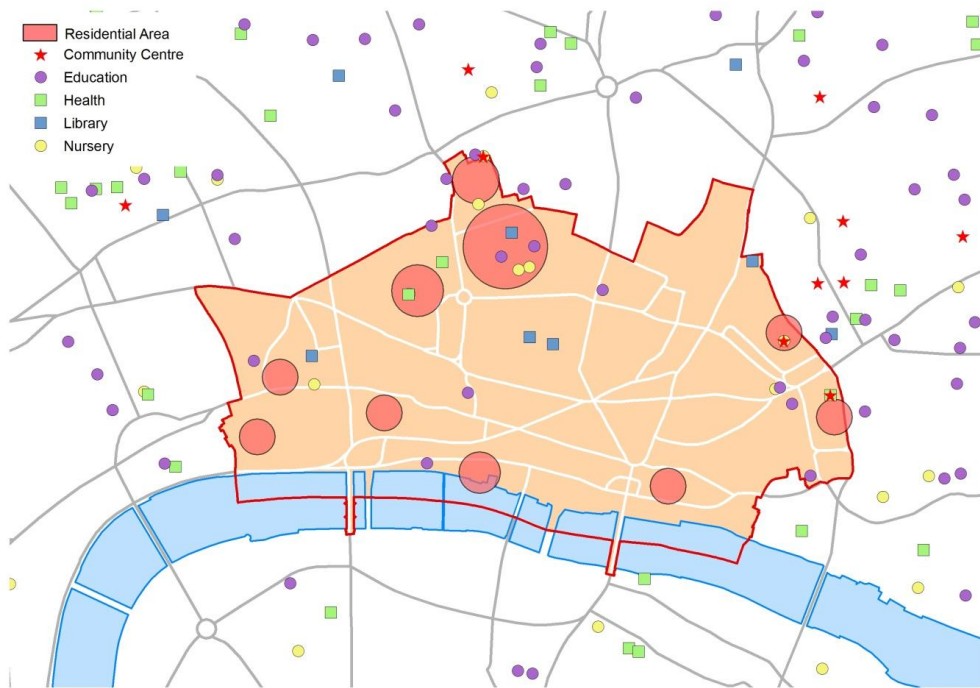 Residential Area
Community Centre
Education
Health
Library
Nursery